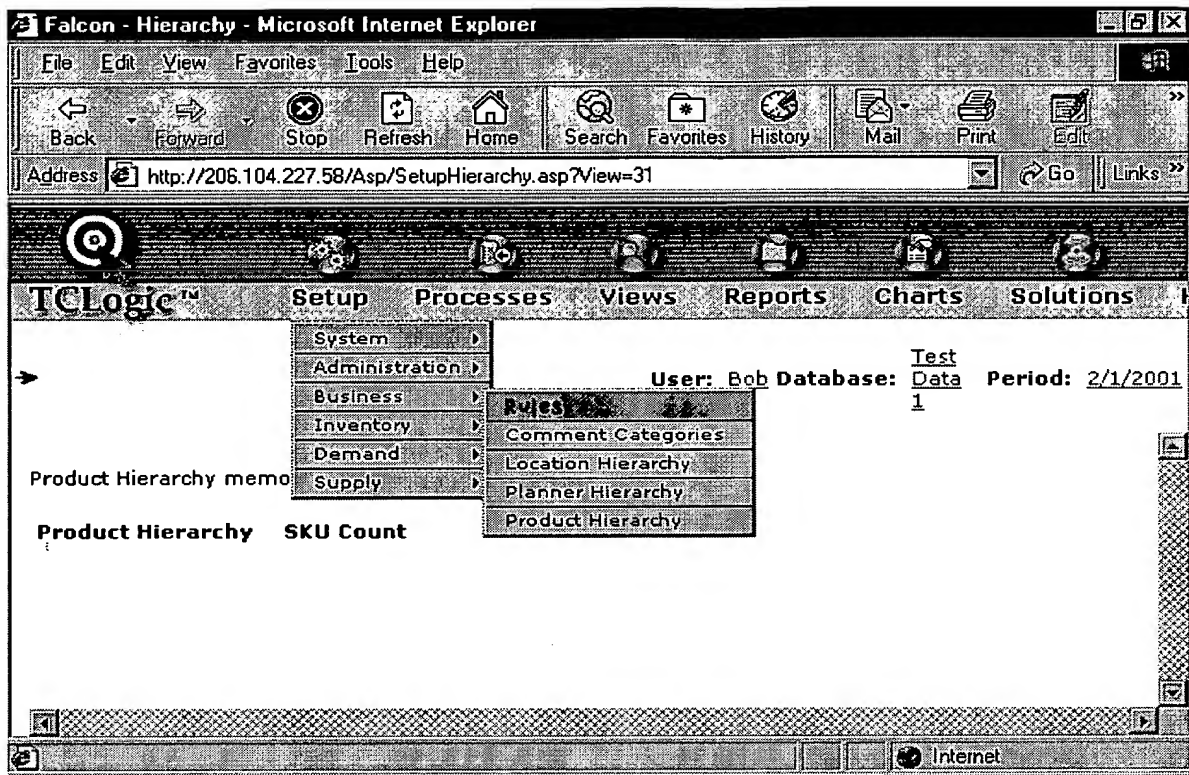 Falcon - Hierarchy - Microsoft Internet Explorer
File Edit View Favorites Tools Help
Back Forward Stop Refresh Home Search Favorites History Mail Print Edit
Address http://206.104.227.58/Asp/SetupHierarchy.asp?View=31 Go Links
TCLogic™ Setup Processes Views Reports Charts Solutions
System
Administration
Business
Inventory
Demand
Supply
Rules
Comment Categories
Location Hierarchy
Planner Hierarchy
Product Hierarchy
User: Bob Database: Test Data 1 Period: 2/1/2001
Product Hierarchy memo
Product Hierarchy SKU Count
Internet